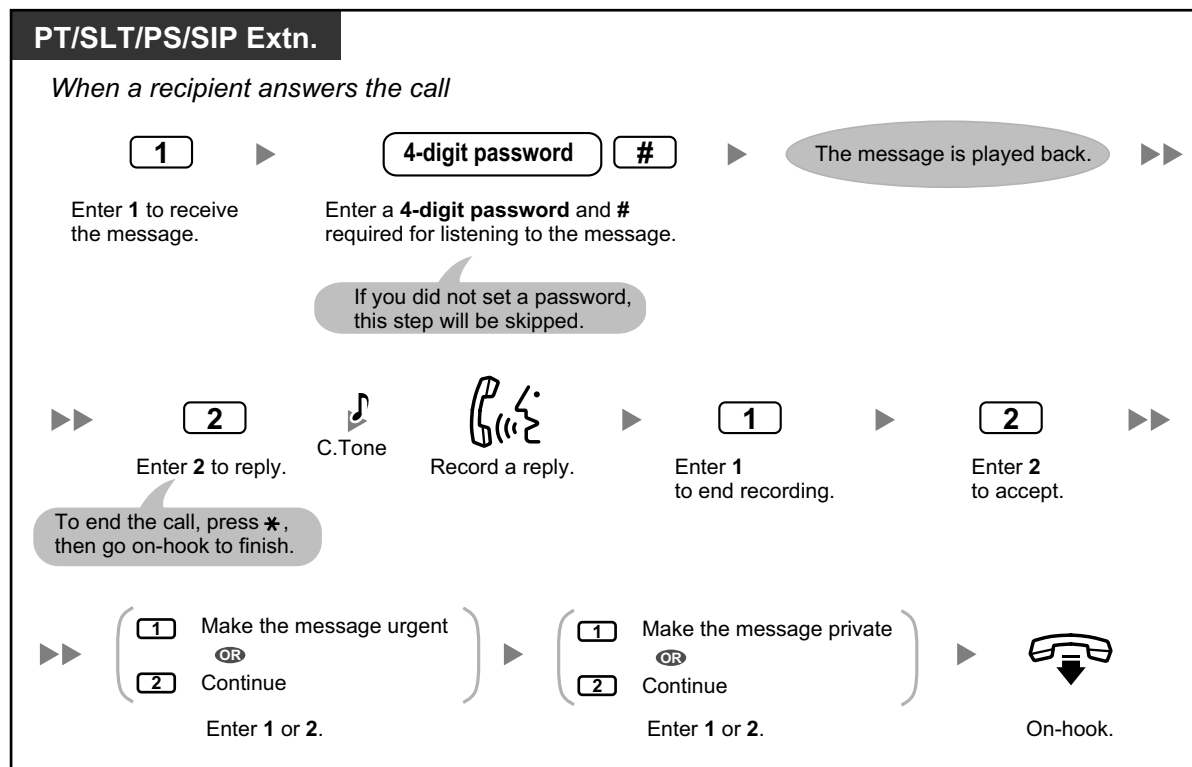 PT/SLT/PS/SIP Extn.
When a recipient answers the call
1
4-digit password #
The message is played back.
Enter 1 to receive
the message.
Enter a 4-digit password and #
required for listening to the message.
If you did not set a password,
this step will be skipped.
2
C.Tone
1
2
Enter 2 to reply.
Record a reply.
Enter 1
to end recording.
Enter 2
to accept.
To end the call, press *,
then go on-hook to finish.
1 Make the message urgent
OR
2 Continue
Enter 1 or 2.
1 Make the message private
OR
2 Continue
Enter 1 or 2.
On-hook.